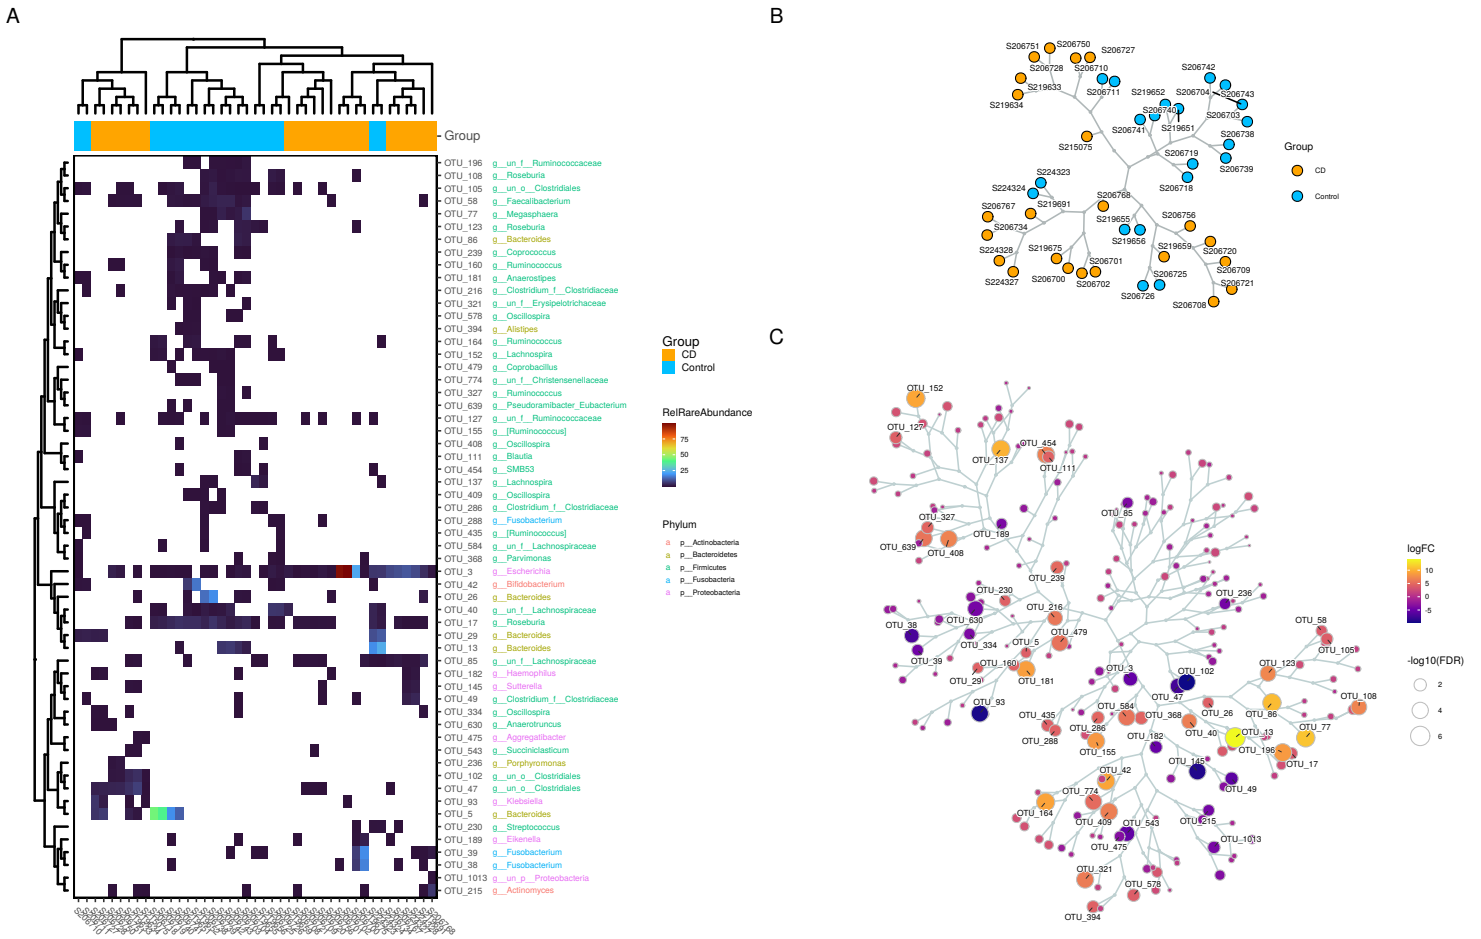 A
Group
OTU_196 g__un_f__Ruminococcaceae
OTU_108 g__Roseburia
OTU_105 g__un_o__Clostridiales
OTU_58 g__Faecalibacterium
OTU_77 g__Megasphaera
OTU_123 g__Roseburia
OTU_86 g__Bacteroides
OTU_239 g__Coprococcus
OTU_160 g__Ruminococcus
OTU_181 g__Anaerostipes
OTU_216 g__Clostridium_f__Clostridiaceae
OTU_321 g__un_f__Erysipelotrichaceae
OTU_578 g__Oscillospira
OTU_394 g__Alistipes
OTU_164 g__Ruminococcus
OTU_152 g__Lachnospira
OTU_479 g__Coprobacillus
OTU_774 g__un_f__Christensenellaceae
OTU_327 g__Ruminococcus
OTU_639 g__Pseudoramibacter_Eubacterium
OTU_127 g__un_f__Ruminococcaceae
OTU_155 g__[Ruminococcus]
OTU_408 g__Oscillospira
OTU_111 g__Blautia
OTU_454 g__SMB53
OTU_137 g__Lachnospira
OTU_409 g__Oscillospira
OTU_286 g__Clostridium_f__Clostridiaceae
OTU_288 g__Fusobacterium
OTU_435 g__[Ruminococcus]
OTU_584 g__un_f__Lachnospiraceae
OTU_368 g__Parvimonas
OTU_3 g__Escherichia
OTU_42 g__Bifidobacterium
OTU_26 g__Bacteroides
OTU_40 g__un_f__Lachnospiraceae
OTU_17 g__Roseburia
OTU_29 g__Bacteroides
OTU_13 g__Bacteroides
OTU_85 g__un_f__Lachnospiraceae
OTU_182 g__Haemophilus
OTU_145 g__Sutterella
OTU_49 g__Clostridium_f__Clostridiaceae
OTU_334 g__Oscillospira
OTU_630 g__Anaerotruncus
OTU_475 g__Aggregatibacter
OTU_543 g__Succiniclasticum
OTU_236 g__Porphyromonas
OTU_102 g__un_o__Clostridiales
OTU_47 g__un_o__Clostridiales
OTU_93 g__Klebsiella
OTU_5 g__Bacteroides
OTU_230 g__Streptococcus
OTU_189 g__Eikenella
OTU_39 g__Fusobacterium
OTU_38 g__Fusobacterium
OTU_1013 g__un_p__Proteobacteria
OTU_215 g__Actinomyces
Group
CD
Control
RelRareAbundance
75
50
25
Phylum
a p__Actinobacteria
a p__Bacteroidetes
a p__Firmicutes
a p__Fusobacteria
a p__Proteobacteria
B
S206751
S206750
S206727
S206728
S206710
S219633
S206711
S219634
S215075
S219652
S206742
S206704
S206743
S206740
S206703
S206741
S219651
S206738
S206719
S206739
S206718
S224323
S224324
S206768
S219691
S206767
S206734
S219655
S206756
S219656
S219659
S206720
S224328
S219675
S206701
S206709
S224327
S206700
S206702
S206725
S206721
S206726
S206708
Group
CD
Control
C
OTU_152
OTU_127
OTU_137
OTU_454
OTU_111
OTU_327
OTU_639
OTU_408
OTU_189
OTU_85
OTU_239
OTU_230
OTU_216
OTU_236
OTU_38
OTU_630
OTU_479
OTU_334
OTU_5
OTU_39
OTU_160
OTU_29
OTU_181
OTU_93
OTU_3
OTU_102
OTU_47
OTU_58
OTU_105
OTU_123
OTU_108
OTU_26
OTU_86
OTU_435
OTU_584
OTU_368
OTU_288
OTU_286
OTU_40
OTU_13
OTU_77
OTU_155
OTU_182
OTU_196
OTU_17
OTU_145
OTU_49
OTU_42
OTU_774
OTU_164
OTU_409
OTU_543
OTU_475
OTU_215
OTU_1013
OTU_321
OTU_578
OTU_394
logFC
10
5
0
-5
-log10(FDR)
2
4
6